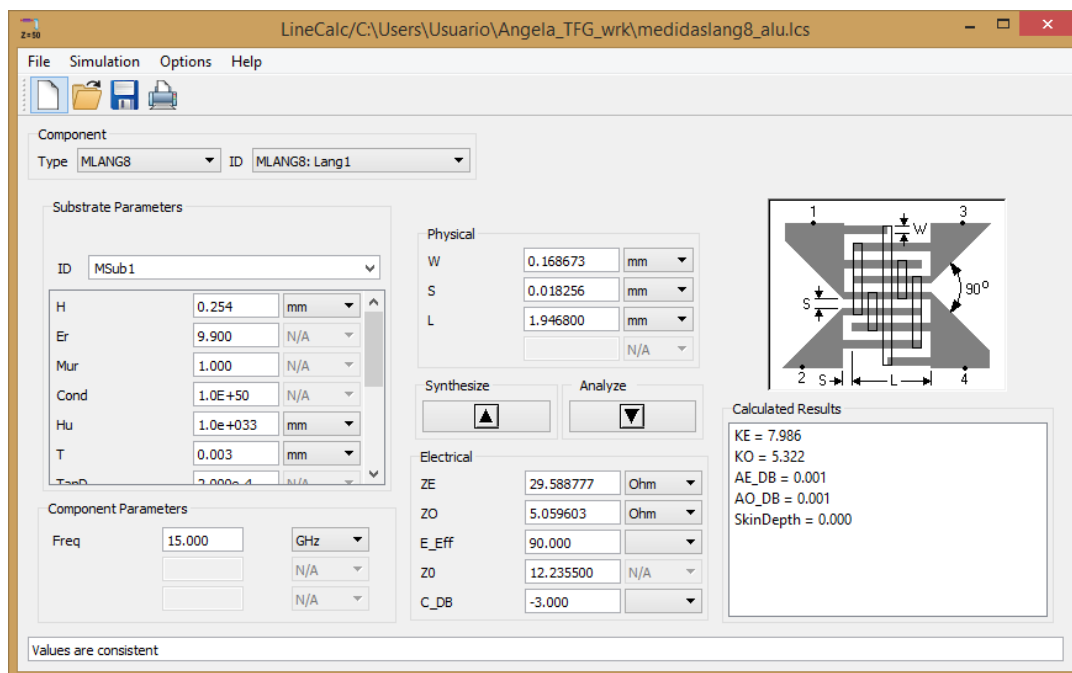 Z=50
LineCalc/C:\Users\Usuario\Angela_TFG_wrk\medidaslang8_alu.lcs
File Simulation Options Help
Component
Type MLANG8 ID MLANG8: Lang1
Substrate Parameters
ID MSub1
H 0.254 mm
Er 9.900 N/A
Mur 1.000 N/A
Cond 1.0E+50 N/A
Hu 1.0e+033 mm
T 0.003 mm
TanD 2.000e-4 N/A
Component Parameters
Freq 15.000 GHz
N/A
N/A
Physical
W 0.168673 mm
S 0.018256 mm
L 1.946800 mm
N/A
Synthesize Analyze
Electrical
ZE 29.588777 Ohm
ZO 5.059603 Ohm
E_Eff 90.000
Z0 12.235500 N/A
C_DB -3.000
1 3
W
90º
S
2 S L 4
Calculated Results
KE = 7.986
KO = 5.322
AE_DB = 0.001
AO_DB = 0.001
SkinDepth = 0.000
Values are consistent